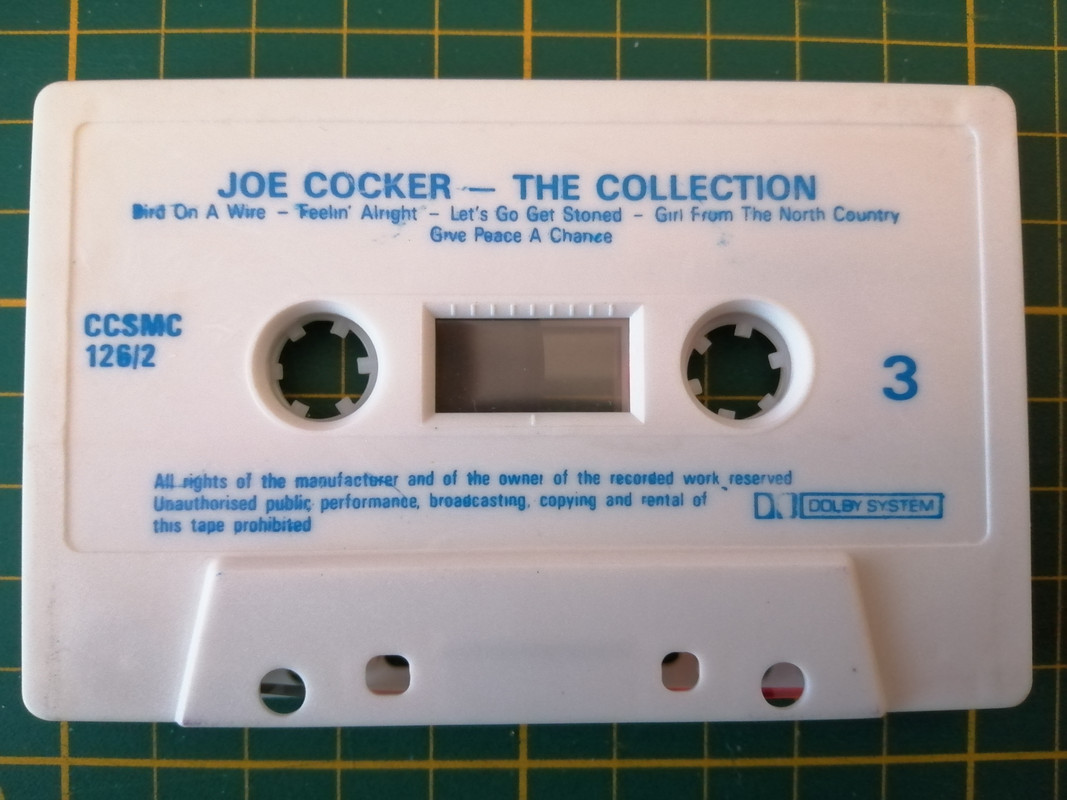 JOE COCKER — THE COLLECTION
Bird On A Wire – Feelin' Alright – Let's Go Get Stoned – Girl From The North Country
Give Peace A Chance
CCSMC
126/2
3
All rights of the manufacturer and of the owner of the recorded work reserved
Unauthorised public performance, broadcasting, copying and rental of
this tape prohibited
DOLBY SYSTEM